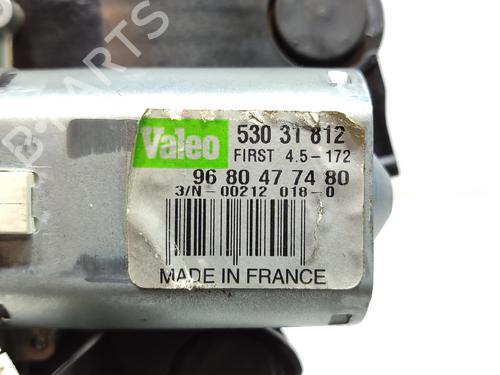 Valeo
530 31 812
FIRST 4.5-172
96 80 47 74 80
3/N-00212 018-0
MADE IN FRANCE